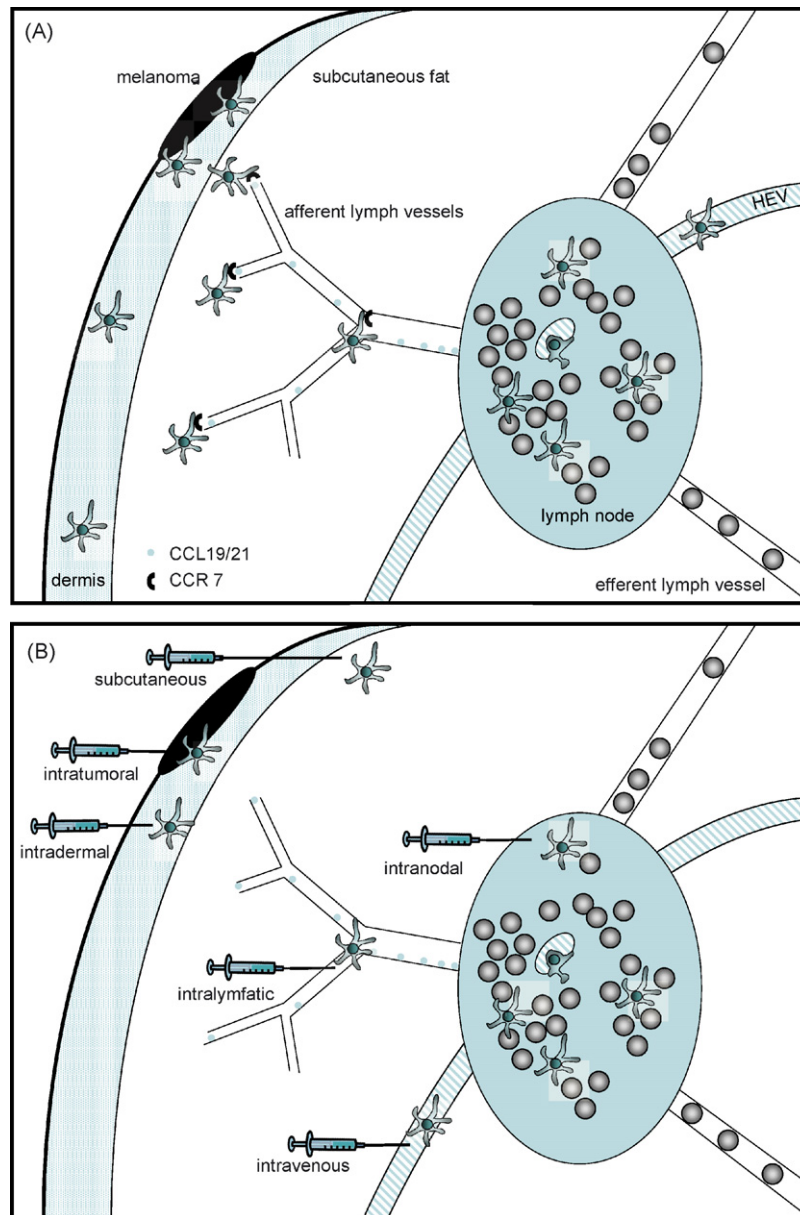 (A)
melanoma
subcutaneous fat
HEV
afferent lymph vessels
lymph node
CCL19/21
CCR 7
dermis
efferent lymph vessel
(B)
subcutaneous
intratumoral
intradermal
intranodal
intralymfatic
intravenous